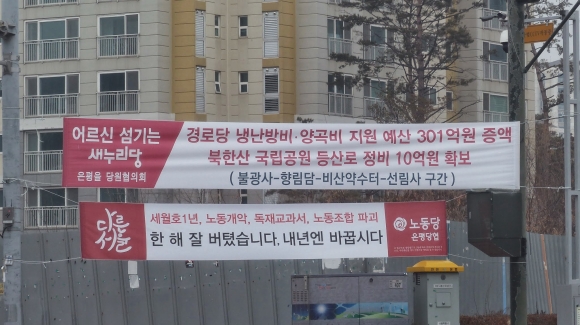 어르신 섬기는
새누리당
은평을 당원협의회
경로당 냉난방비·양곡비 지원 예산 301억원 증액
북한산 국립공원 등산로 정비 10억원 확보
( 불광사-향림담-비산약수터-선림사 구간 )
다른
서울
세월호1년, 노동개악, 독재교과서, 노동조합 파괴
한 해 잘 버텼습니다. 내년엔 바꿉시다
노동당
은평당협